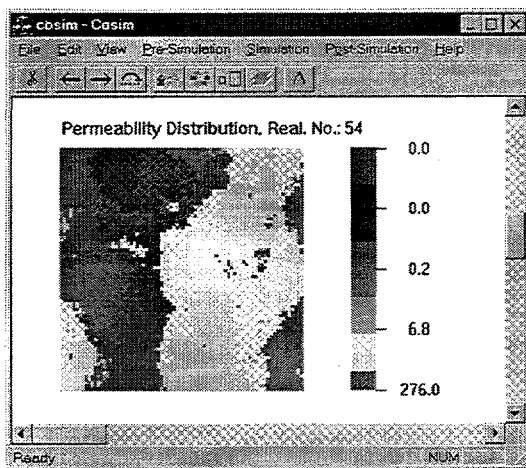 cbsim - Casim
File Edit View Pre-Simulation Simulation Post-Simulation Help
Permeability Distribution, Real. No.: 54
0.0
0.0
0.2
6.8
276.0
Ready NUM